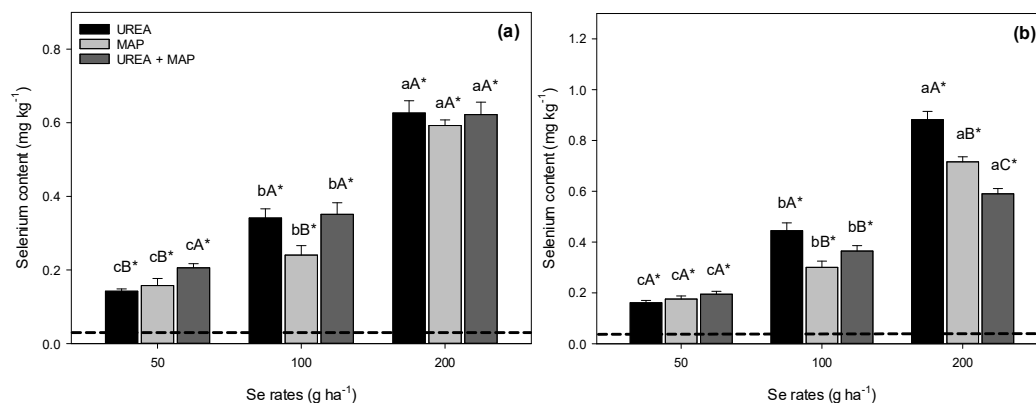 (a)
UREA
MAP
UREA + MAP
Selenium content (mg kg⁻¹)
0.8
0.6
0.4
0.2
0.0
cB* cB* cA*
bA* bB* bA*
aA* aA* aA*
50 100 200
Se rates (g ha⁻¹)
(b)
Selenium content (mg kg⁻¹)
1.2
1.0
0.8
0.6
0.4
0.2
0.0
cA* cA* cA*
bA* bB* bB*
aA* aB* aC*
50 100 200
Se rates (g ha⁻¹)